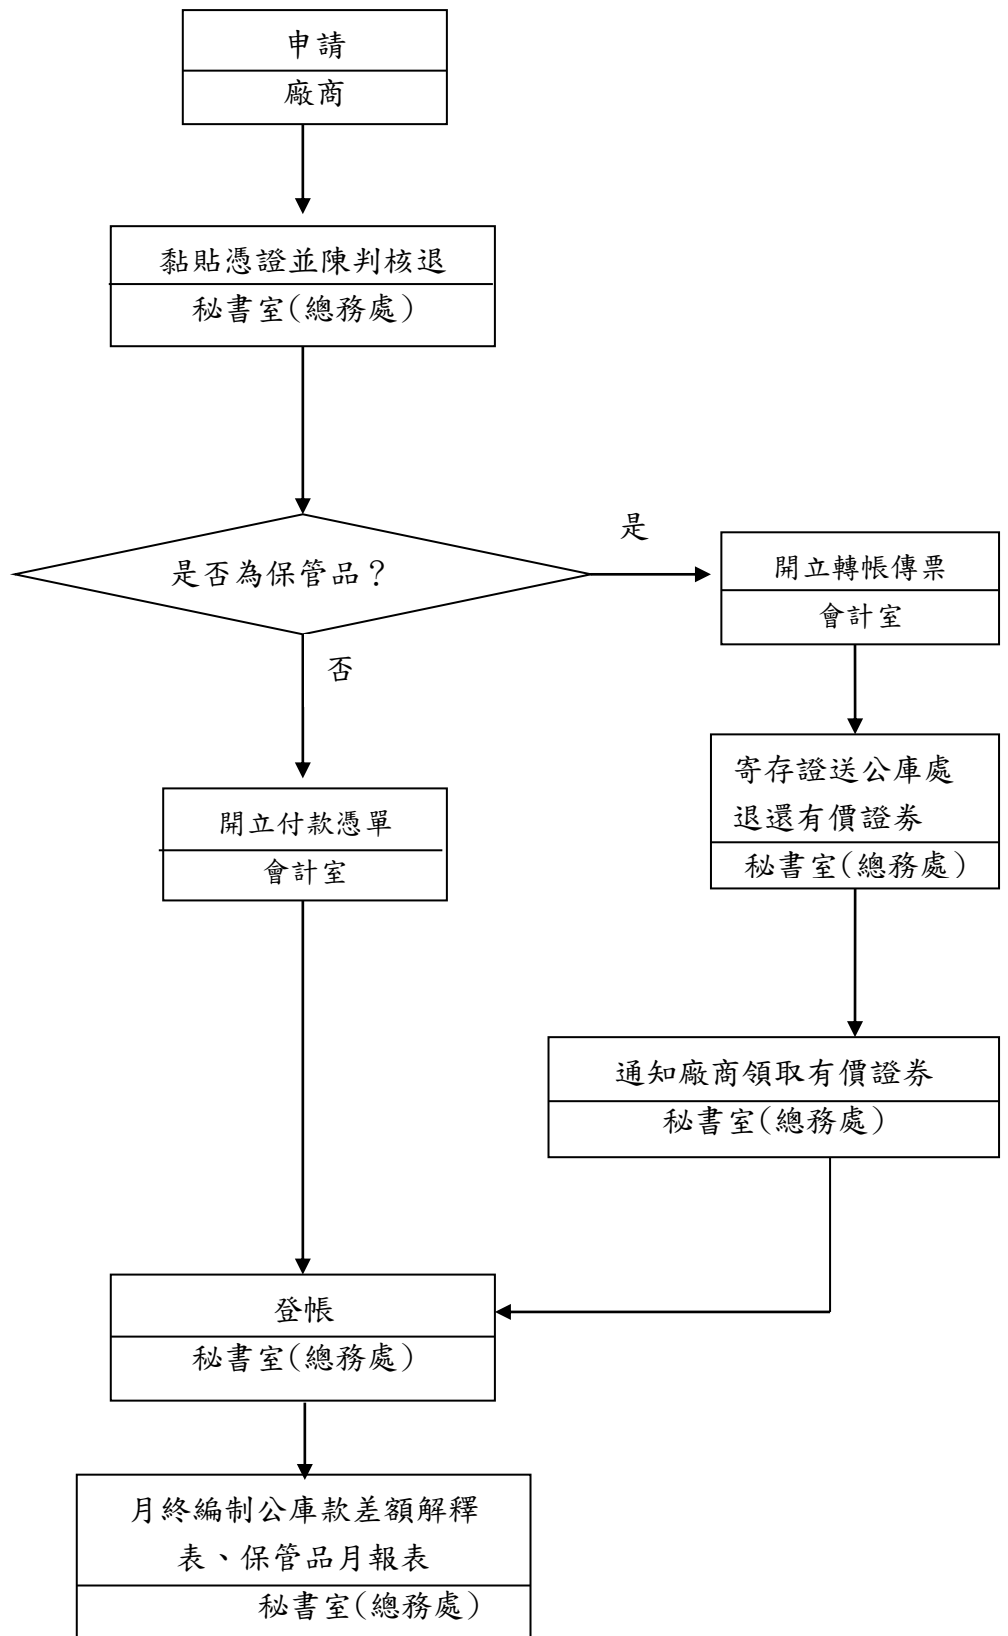 申請
廠商
黏貼憑證並陳判核退
秘書室(總務處)
是否為保管品？
是
開立轉帳傳票
會計室
否
寄存證送公庫處
退還有價證券
秘書室(總務處)
開立付款憑單
會計室
通知廠商領取有價證券
秘書室(總務處)
登帳
秘書室(總務處)
月終編制公庫款差額解釋
表、保管品月報表
秘書室(總務處)